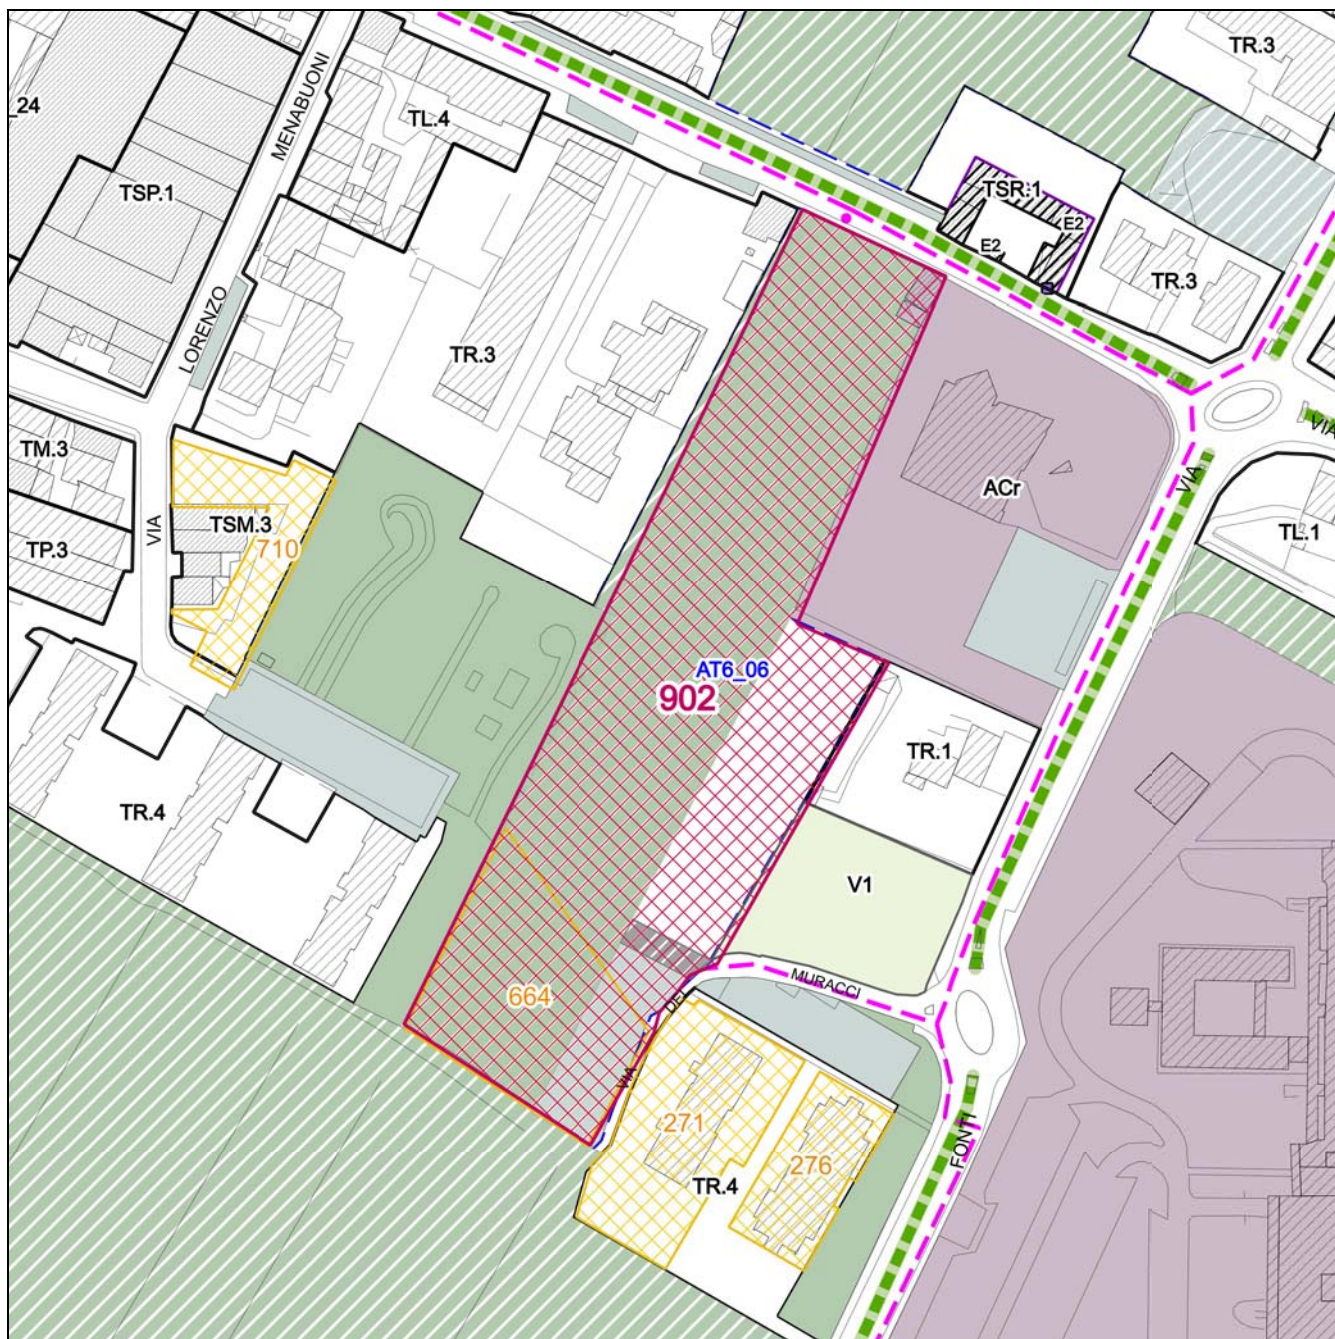 TR.3
_24
TL.4
MENABUONI
TSP.1
TSR.1
E2
E2
TR.3
LORENZO
TR.3
VIA
VIA
ACr
TM.3
TSM.3
VIA
710
TP.3
TL.1
AT6_06
902
TR.1
TR.4
V1
MURACCI
664
DEI
VIA
271
276
TR.4
FONTI